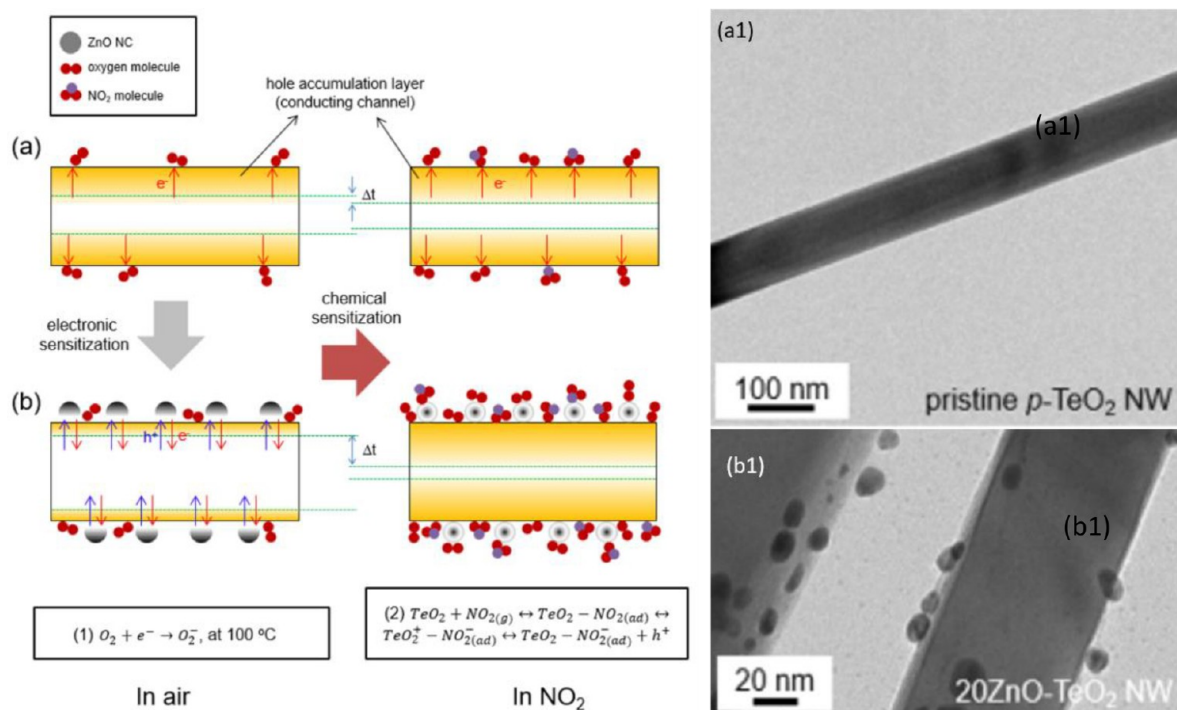 ZnO NC
oxygen molecule
NO₂ molecule
hole accumulation layer
(conducting channel)
(a)
e⁻
Δt
e⁻
electronic
sensitization
chemical
sensitization
(b)
h⁺ e⁻
Δt
(1) O₂ + e⁻ → O₂⁻, at 100 ºC
(2) TeO₂ + NO₂(g) ↔ TeO₂ − NO₂(ad) ↔
TeO₂⁺ − NO₂⁻(ad) ↔ TeO₂ − NO₂⁻(ad) + h⁺
In air
In NO₂
(a1)
(a1)
100 nm
pristine p-TeO₂ NW
(b1)
(b1)
20 nm
20ZnO-TeO₂ NW